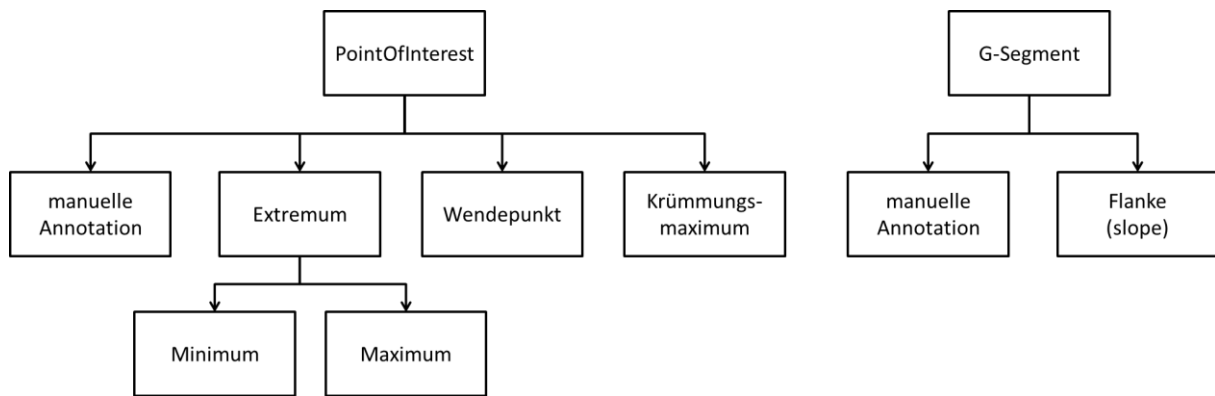 PointOfInterest
G-Segment
manuelle
Annotation
Extremum
Wendepunkt
Krümmungs-
maximum
manuelle
Annotation
Flanke
(slope)
Minimum
Maximum